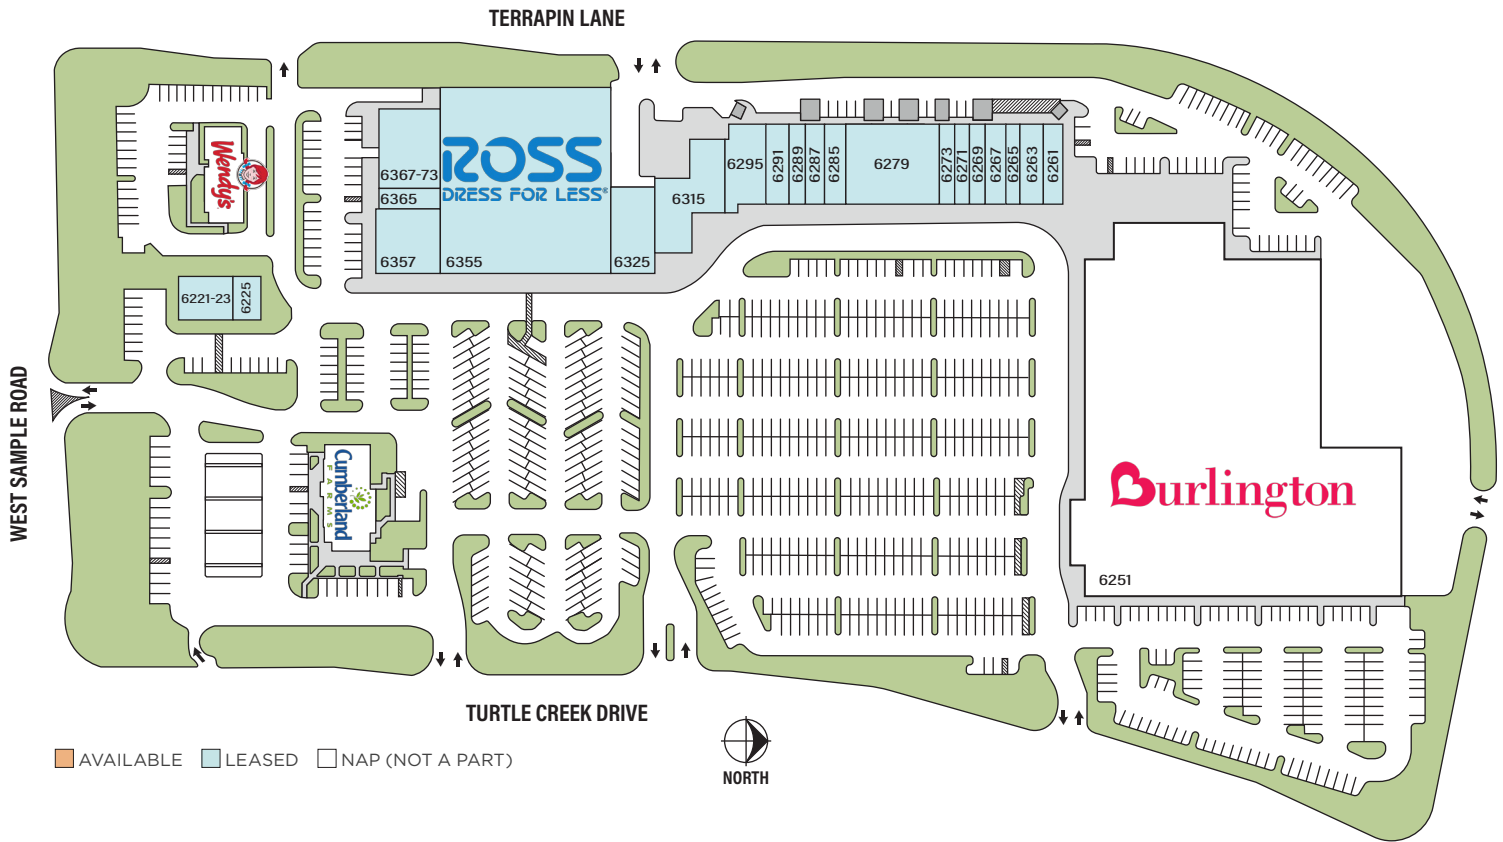 TERRAPIN LANE
Wendy's
6367-73
6365
6357
ROSS
DRESS FOR LESS®
6355
6325
6315
6295
6291
6289
6287
6285
6279
6273
6271
6269
6267
6265
6263
6261
6221-23
6225
WEST SAMPLE ROAD
Cumberland
FARMS
Burlington
6251
TURTLE CREEK DRIVE
AVAILABLE
LEASED
NAP (NOT A PART)
NORTH